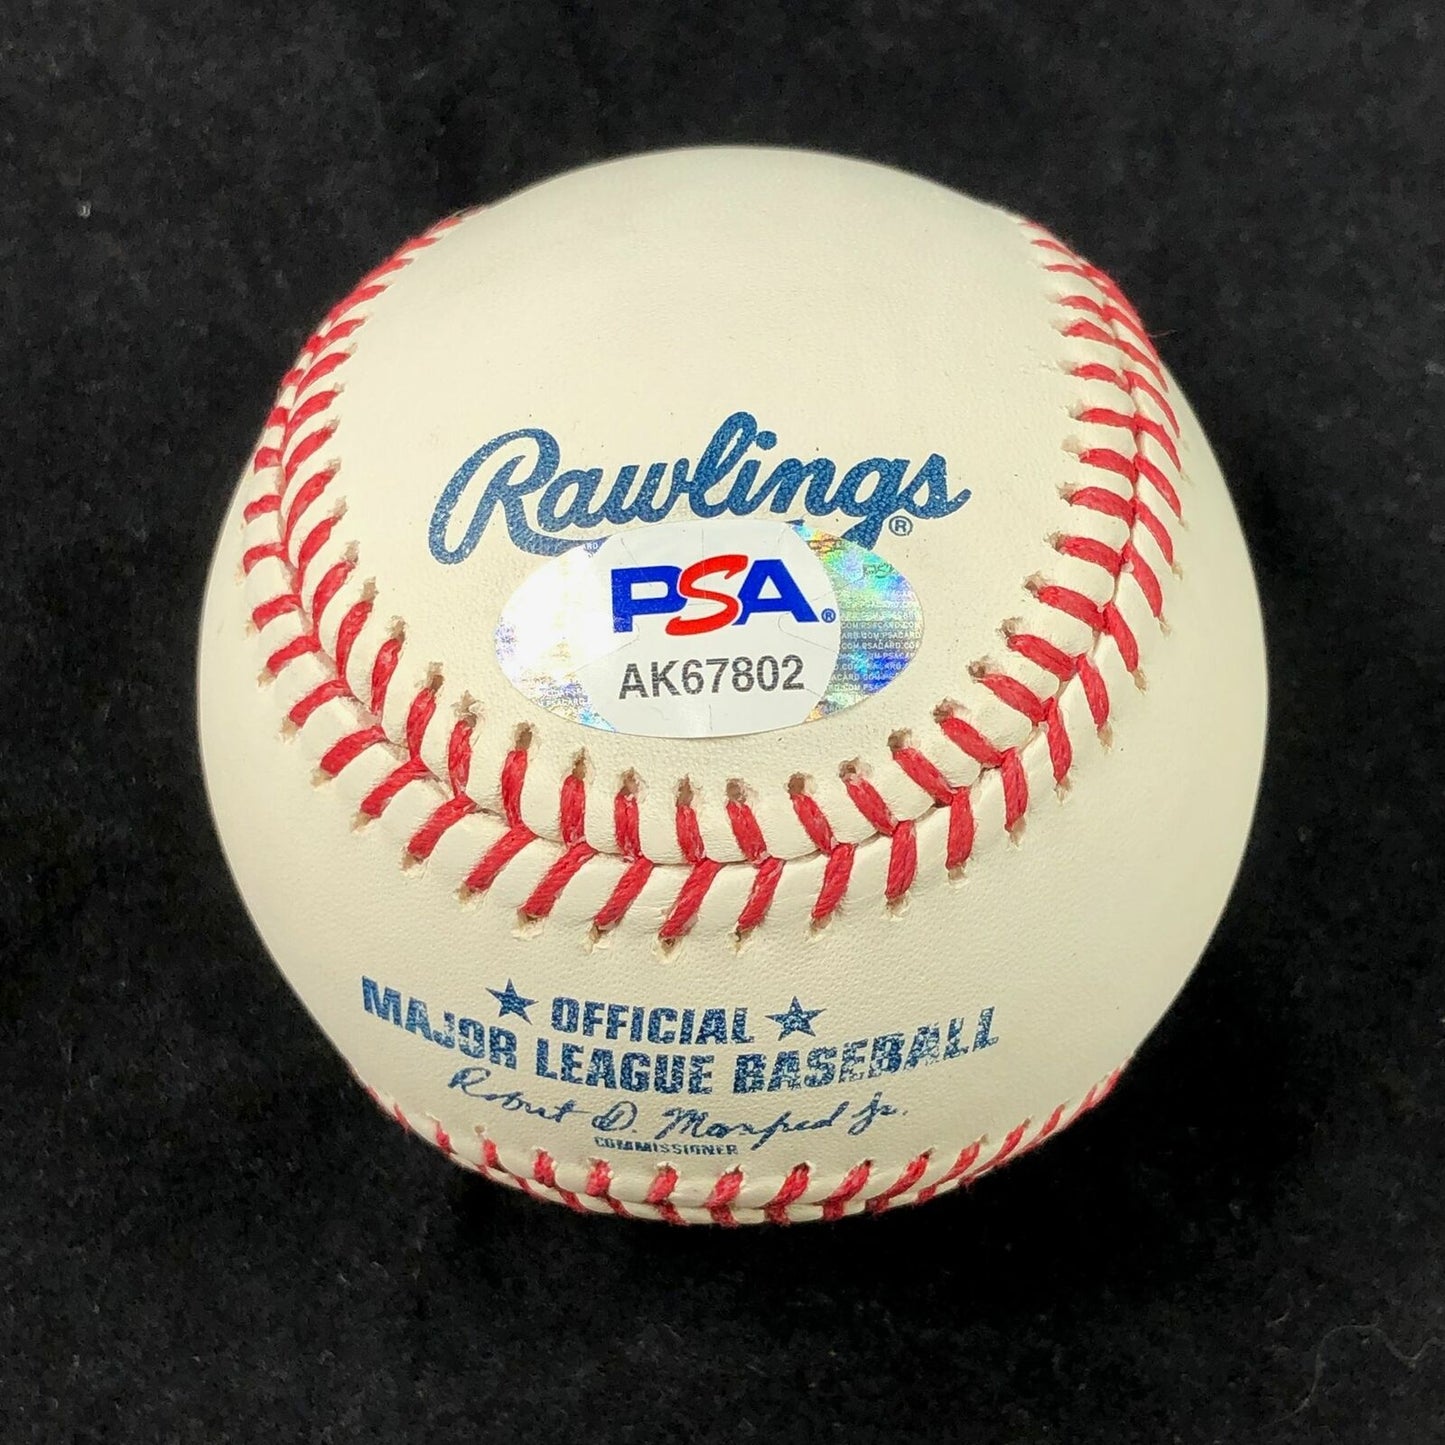 Rawlings®
PSA®
AK67802
★ OFFICIAL ★
MAJOR LEAGUE BASEBALL
Robert D. Manfred Jr.
COMMISSIONER